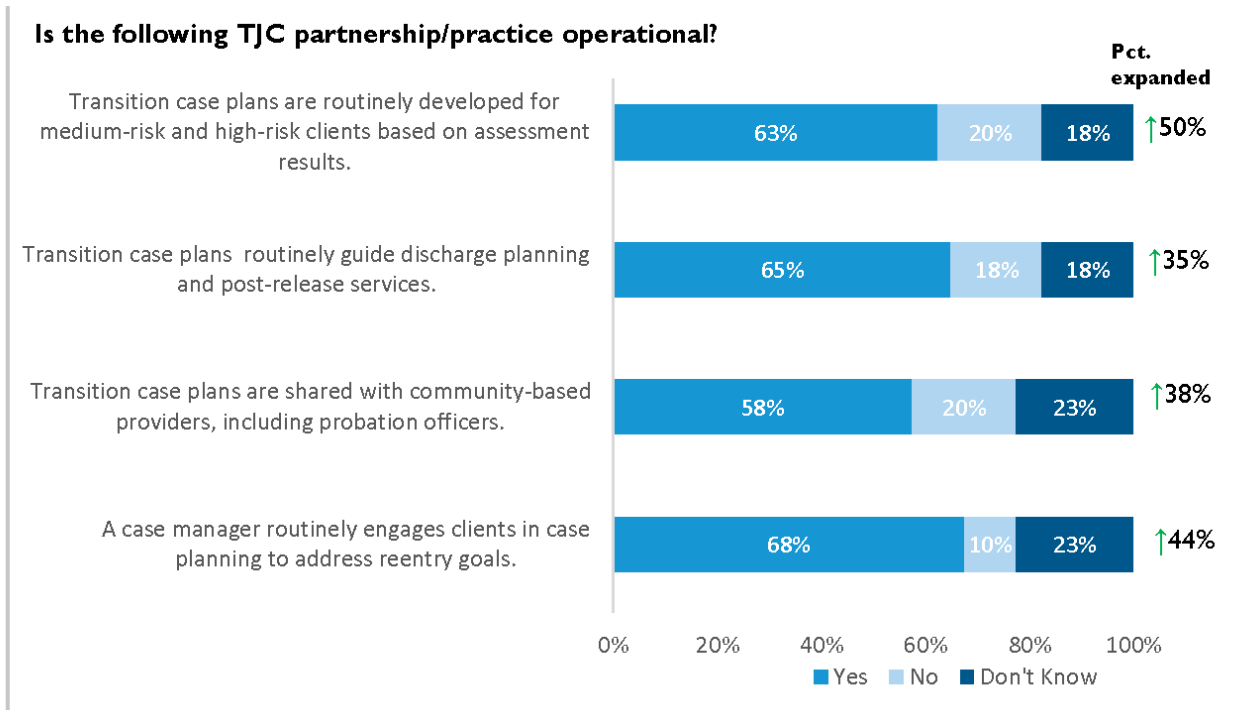 Is the following TJC partnership/practice operational?
Pct.
expanded
Transition case plans are routinely developed for
medium-risk and high-risk clients based on assessment
results.
63%
20%
18%
↑50%
Transition case plans  routinely guide discharge planning
and post-release services.
65%
18%
18%
↑35%
Transition case plans are shared with community-based
providers, including probation officers.
58%
20%
23%
↑38%
A case manager routinely engages clients in case
planning to address reentry goals.
68%
10%
23%
↑44%
0%
20%
40%
60%
80%
100%
Yes
No
Don't Know